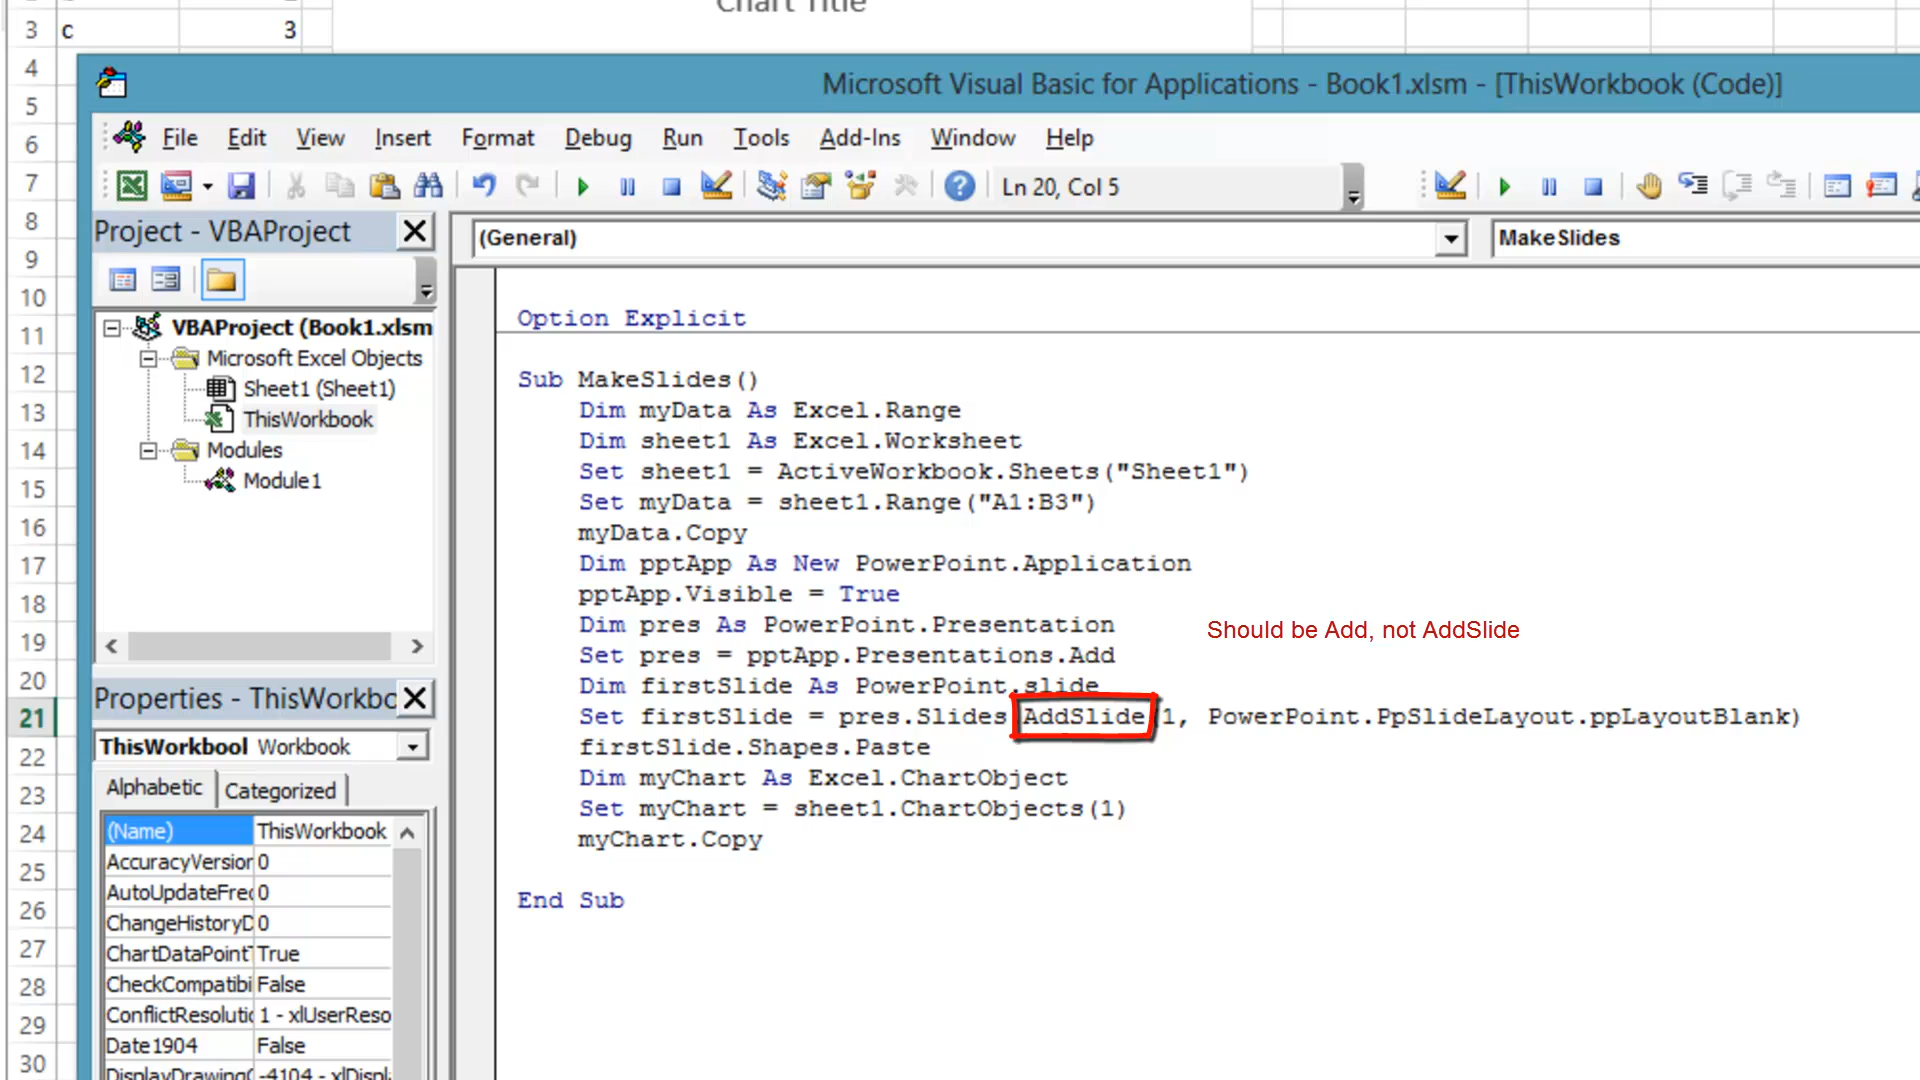 Chart Title
3 c 3
4
Microsoft Visual Basic for Applications - Book1.xlsm - [ThisWorkbook (Code)]
5
6 File Edit View Insert Format Debug Run Tools Add-Ins Window Help
7 Ln 20, Col 5
8 Project - VBAProject (General) MakeSlides
9
10
11 VBAProject (Book1.xlsm Option Explicit
Microsoft Excel Objects
12 Sheet1 (Sheet1) Sub MakeSlides()
13 ThisWorkbook Dim myData As Excel.Range
14 Modules Dim sheet1 As Excel.Worksheet
15 Module1 Set sheet1 = ActiveWorkbook.Sheets("Sheet1")
Set myData = sheet1.Range("A1:B3")
16 myData.Copy
17 Dim pptApp As New PowerPoint.Application
18 pptApp.Visible = True
19 Dim pres As PowerPoint.Presentation Should be Add, not AddSlide
Set pres = pptApp.Presentations.Add
20 Properties - ThisWorkbo Dim firstSlide As PowerPoint.slide
21 Set firstSlide = pres.Slides AddSlide 1, PowerPoint.PpSlideLayout.ppLayoutBlank)
22 ThisWorkbool Workbook firstSlide.Shapes.Paste
23 Alphabetic Categorized Dim myChart As Excel.ChartObject
Set myChart = sheet1.ChartObjects(1)
24 (Name) ThisWorkbook myChart.Copy
25 AccuracyVersion 0
26 AutoUpdateFrec 0 End Sub
27 ChangeHistoryD 0
ChartDataPointT True
28 CheckCompatibi False
29 ConflictResolutic 1 - xlUserReso
30 Date1904 False
DisplayDrawing -4104 - xlDispl